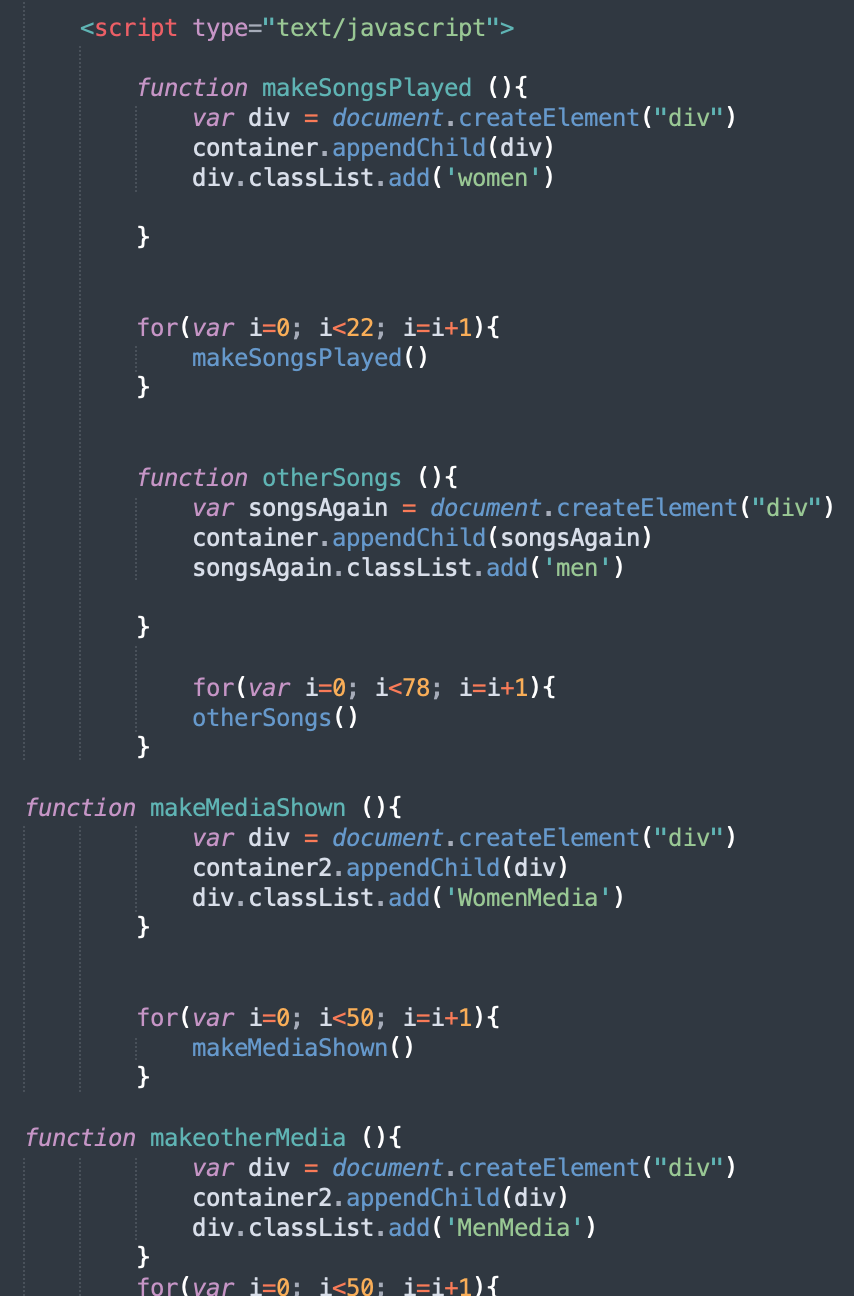 <script type="text/javascript">
function makeSongsPlayed (){
var div = document.createElement("div")
container.appendChild(div)
div.classList.add('women')
}
for(var i=0; i<22; i=i+1){
makeSongsPlayed()
}
function otherSongs (){
var songsAgain = document.createElement("div")
container.appendChild(songsAgain)
songsAgain.classList.add('men')
}
for(var i=0; i<78; i=i+1){
otherSongs()
}
function makeMediaShown (){
var div = document.createElement("div")
container2.appendChild(div)
div.classList.add('WomenMedia')
}
for(var i=0; i<50; i=i+1){
makeMediaShown()
}
function makeotherMedia (){
var div = document.createElement("div")
container2.appendChild(div)
div.classList.add('MenMedia')
}
for(var i=0; i<50; i=i+1){